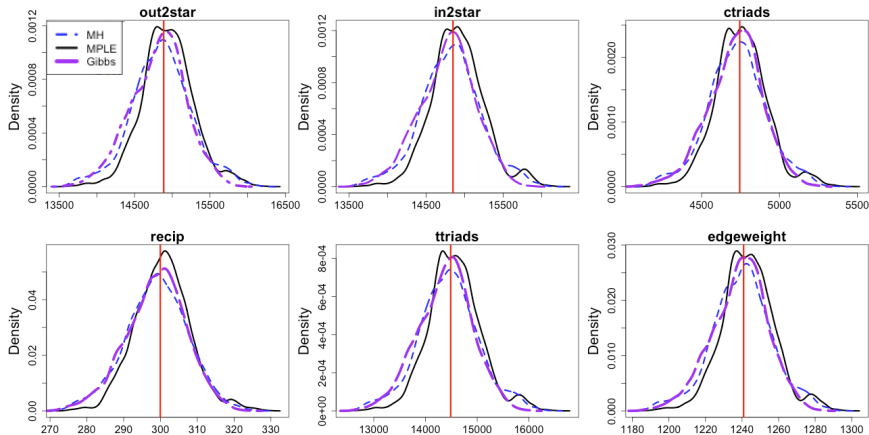 out2star
in2star
ctriads
MH
MPLE
Gibbs
Density
0.0000
0.0004
0.0008
0.0012
13500
14500
15500
16500
Density
0.0000
0.0004
0.0008
0.0012
13500
14500
15500
Density
0.0000
0.0010
0.0020
4500
5000
5500
recip
ttriads
edgeweight
Density
0.00
0.02
0.04
270
280
290
300
310
320
330
Density
0e+00
2e-04
4e-04
6e-04
8e-04
13000
14000
15000
16000
Density
0.000
0.010
0.020
0.030
1180
1200
1220
1240
1260
1280
1300